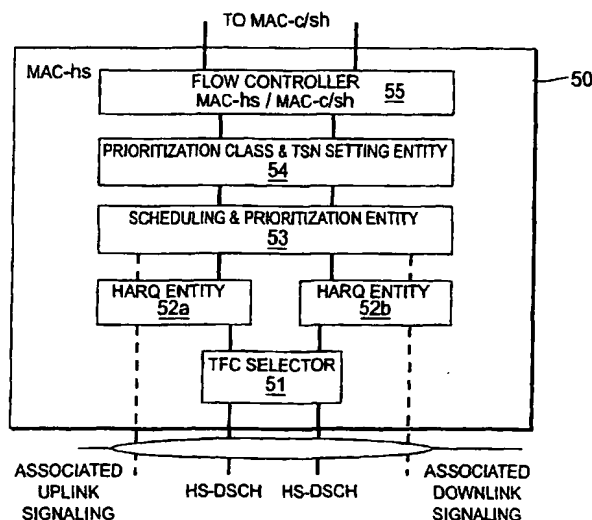 TO MAC-c/sh
MAC-hs
50
FLOW CONTROLLER
MAC-hs / MAC-c/sh 55
PRIORITIZATION CLASS & TSN SETTING ENTITY
54
SCHEDULING & PRIORITIZATION ENTITY
53
HARQ ENTITY
52a
HARQ ENTITY
52b
TFC SELECTOR
51
ASSOCIATED
UPLINK
SIGNALING
HS-DSCH
HS-DSCH
ASSOCIATED
DOWNLINK
SIGNALING